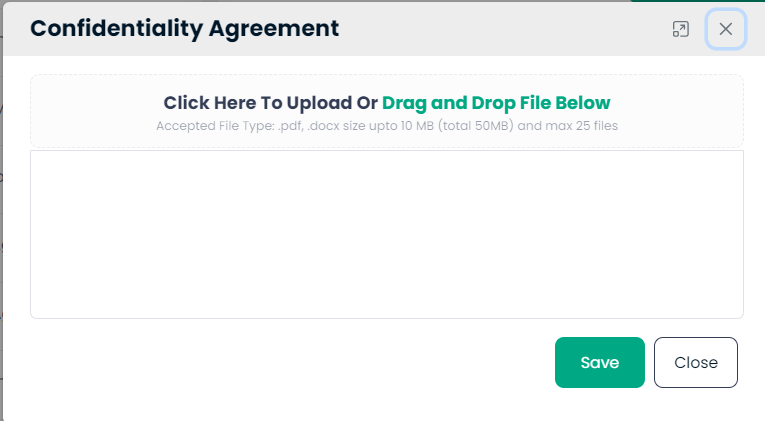 Confidentiality Agreement
Click Here To Upload Or Drag and Drop File Below
Accepted File Type: .pdf, .docx size upto 10 MB (total 50MB) and max 25 files
Save
Close